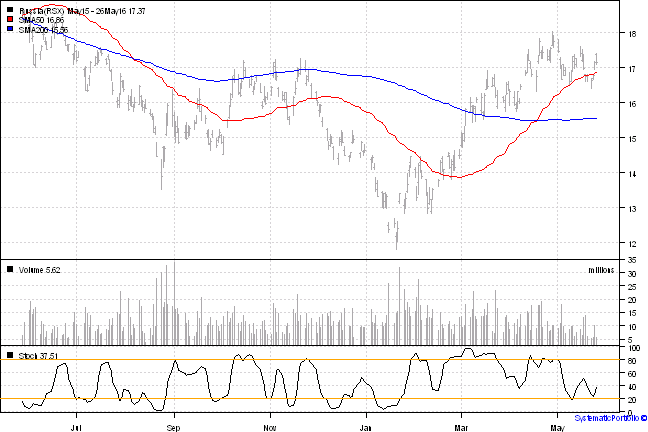 Russia(RSX) May15 - 26May16 17.37
SMA50 16.86
SMA200 15.56
18
17
16
15
14
13
12
Volume 5.62
millions
35
30
25
20
15
10
5
Stoch 37.51
100
80
60
40
20
0
Jul
Sep
Nov
Jan
Mar
May
SystematicPortfolio ©